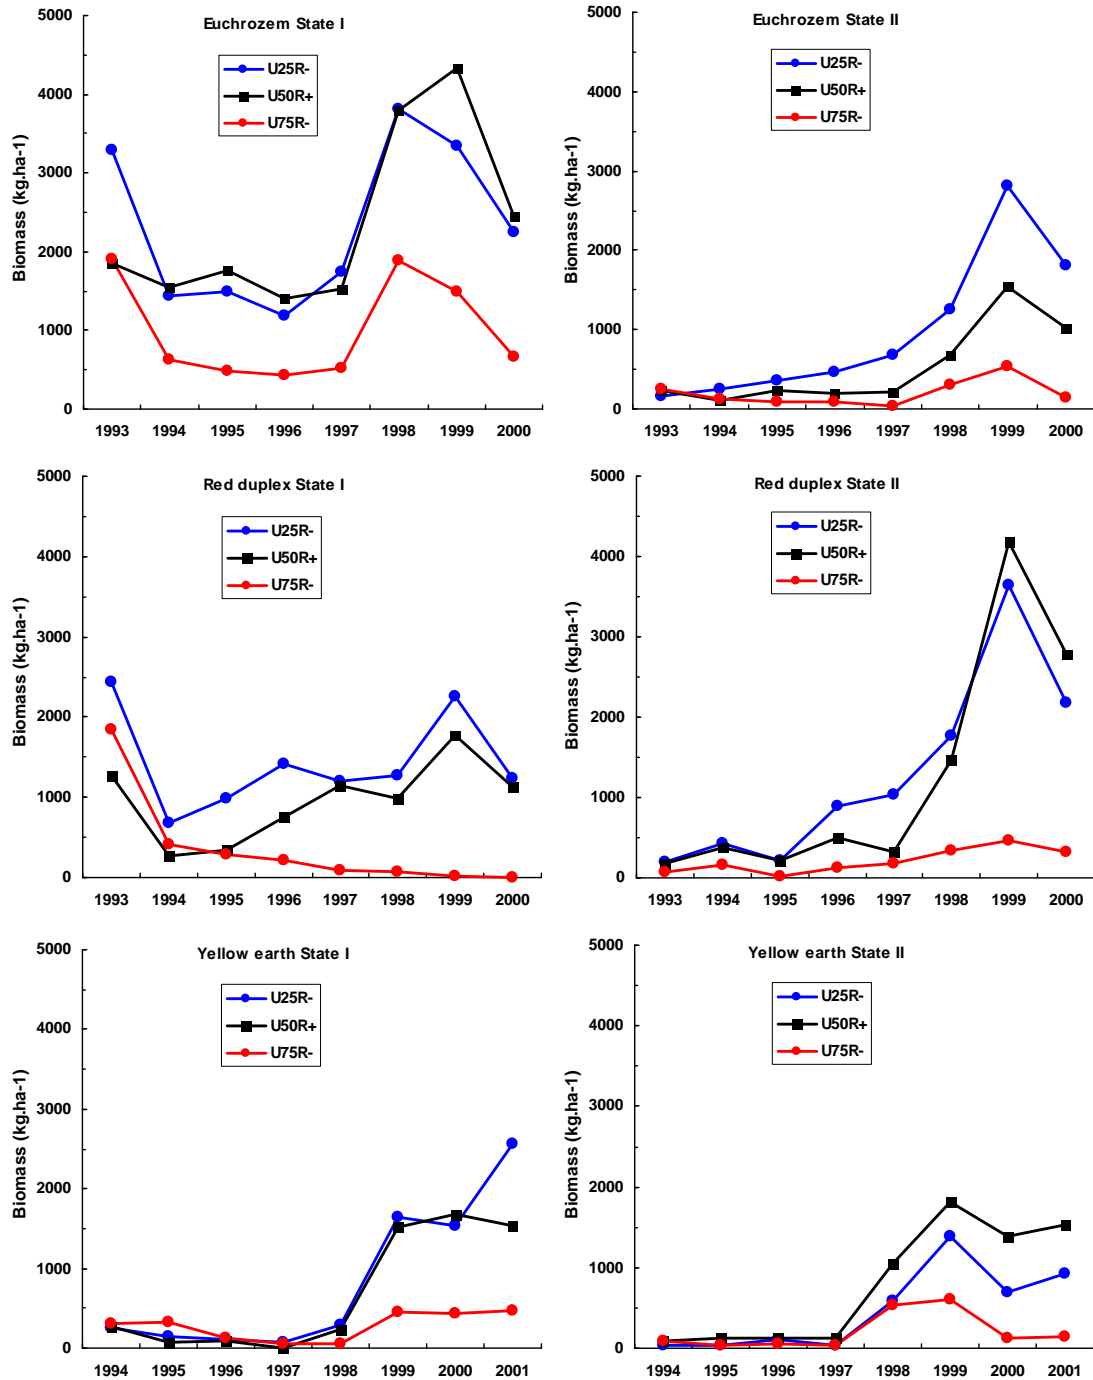 Euchrozem State I
U25R-
U50R+
U75R-
Biomass (kg.ha-1)
5000
4000
3000
2000
1000
0
1993 1994 1995 1996 1997 1998 1999 2000
Euchrozem State II
U25R-
U50R+
U75R-
Biomass (kg.ha-1)
5000
4000
3000
2000
1000
0
1993 1994 1995 1996 1997 1998 1999 2000
Red duplex State I
U25R-
U50R+
U75R-
Biomass (kg.ha-1)
5000
4000
3000
2000
1000
0
1993 1994 1995 1996 1997 1998 1999 2000
Red duplex State II
U25R-
U50R+
U75R-
Biomass (kg.ha-1)
5000
4000
3000
2000
1000
0
1993 1994 1995 1996 1997 1998 1999 2000
Yellow earth State I
U25R-
U50R+
U75R-
Biomass (kg.ha-1)
5000
4000
3000
2000
1000
0
1994 1995 1996 1997 1998 1999 2000 2001
Yellow earth State II
U25R-
U50R+
U75R-
Biomass (kg.ha-1)
5000
4000
3000
2000
1000
0
1994 1995 1996 1997 1998 1999 2000 2001